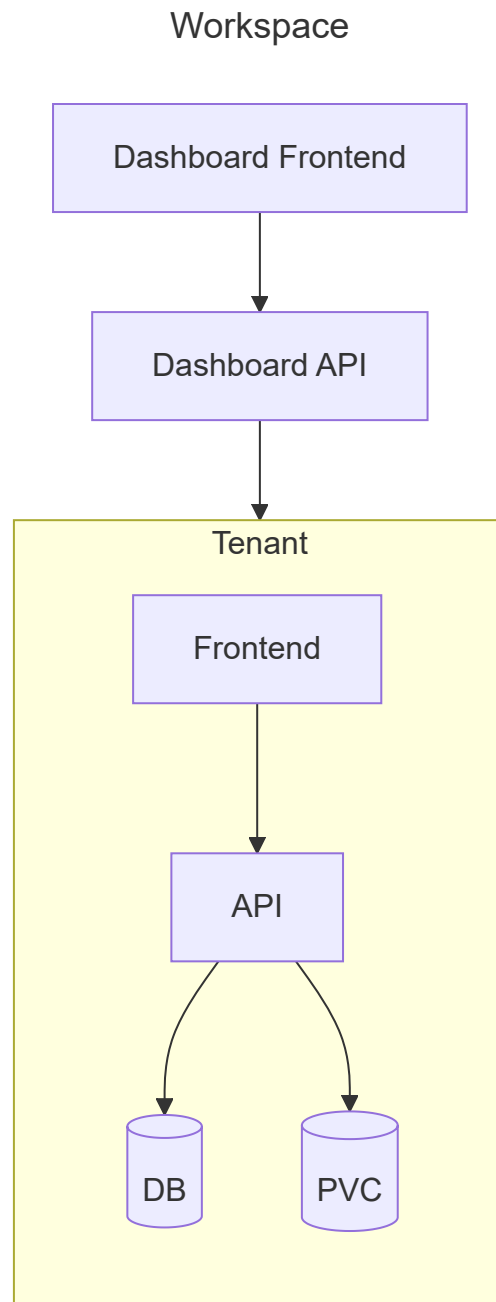 Workspace
Dashboard Frontend
Dashboard API
Tenant
Frontend
API
DB
PVC